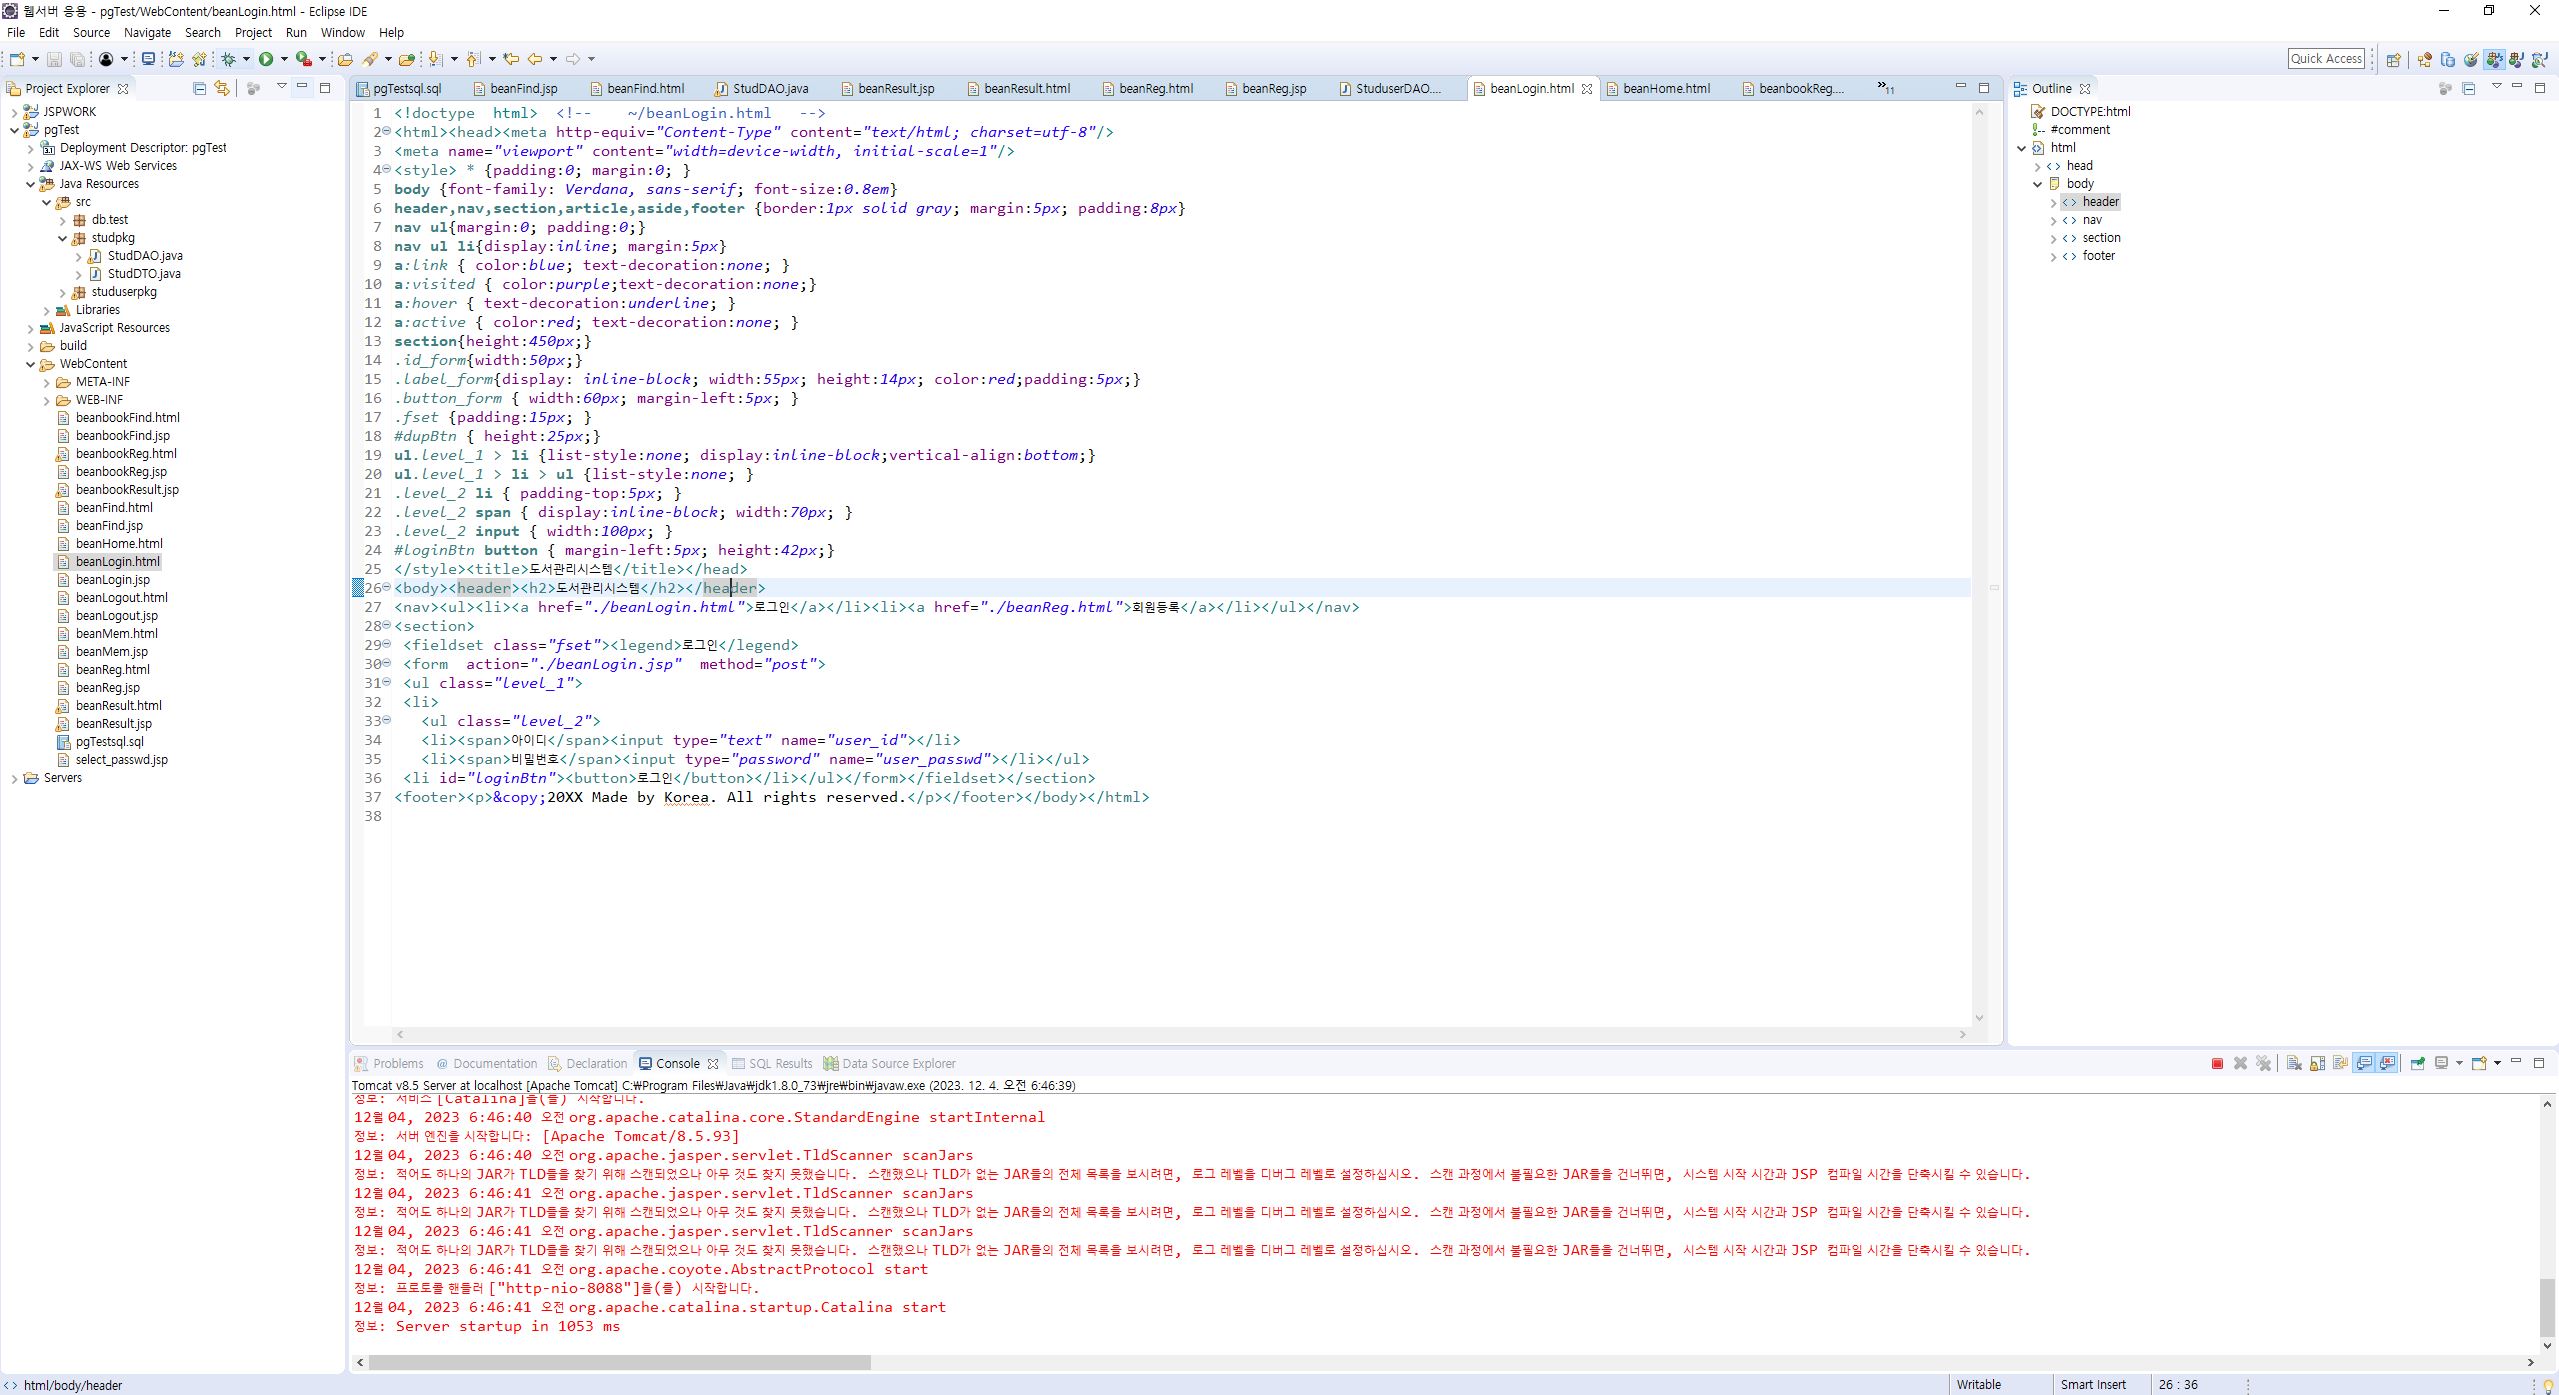 웹서버 응용 - pgTest/WebContent/beanLogin.html - Eclipse IDE
File Edit Source Navigate Search Project Run Window Help
Quick Access
Project Explorer
JSPWORK
pgTest
Deployment Descriptor: pgTest
JAX-WS Web Services
Java Resources
src
db.test
studpkg
StudDAO.java
StudDTO.java
studuserpkg
Libraries
JavaScript Resources
build
WebContent
META-INF
WEB-INF
beanbookFind.html
beanbookFind.jsp
beanbookReg.html
beanbookReg.jsp
beanbookResult.jsp
beanFind.html
beanFind.jsp
beanHome.html
beanLogin.html
beanLogin.jsp
beanLogout.html
beanLogout.jsp
beanMem.html
beanMem.jsp
beanReg.html
beanReg.jsp
beanResult.html
beanResult.jsp
pgTestsql.sql
select_passwd.jsp
Servers
pgTestsql.sql beanFind.jsp beanFind.html StudDAO.java beanResult.jsp beanResult.html beanReg.html beanReg.jsp StuduserDAO.... beanLogin.html beanHome.html beanbookReg.... »11
1 <!doctype  html>  <!--    ~/beanLogin.html   -->
2 <html><head><meta http-equiv="Content-Type" content="text/html; charset=utf-8"/>
3 <meta name="viewport" content="width=device-width, initial-scale=1"/>
4 <style> * {padding:0; margin:0; }
5 body {font-family: Verdana, sans-serif; font-size:0.8em}
6 header,nav,section,article,aside,footer {border:1px solid gray; margin:5px; padding:8px}
7 nav ul{margin:0; padding:0;}
8 nav ul li{display:inline; margin:5px}
9 a:link { color:blue; text-decoration:none; }
10 a:visited { color:purple;text-decoration:none;}
11 a:hover { text-decoration:underline; }
12 a:active { color:red; text-decoration:none; }
13 section{height:450px;}
14 .id_form{width:50px;}
15 .label_form{display: inline-block; width:55px; height:14px; color:red;padding:5px;}
16 .button_form { width:60px; margin-left:5px; }
17 .fset {padding:15px; }
18 #dupBtn { height:25px;}
19 ul.level_1 > li {list-style:none; display:inline-block;vertical-align:bottom;}
20 ul.level_1 > li > ul {list-style:none; }
21 .level_2 li { padding-top:5px; }
22 .level_2 span { display:inline-block; width:70px; }
23 .level_2 input { width:100px; }
24 #loginBtn button { margin-left:5px; height:42px;}
25 </style><title>도서관리시스템</title></head>
26 <body><header><h2>도서관리시스템</h2></header>
27 <nav><ul><li><a href="./beanLogin.html">로그인</a></li><li><a href="./beanReg.html">회원등록</a></li></ul></nav>
28 <section>
29  <fieldset class="fset"><legend>로그인</legend>
30  <form  action="./beanLogin.jsp"  method="post">
31  <ul class="level_1">
32  <li>
33    <ul class="level_2">
34    <li><span>아이디</span><input type="text" name="user_id"></li>
35    <li><span>비밀번호</span><input type="password" name="user_passwd"></li></ul>
36  <li id="loginBtn"><button>로그인</button></li></ul></form></fieldset></section>
37 <footer><p>&copy;20XX Made by Korea. All rights reserved.</p></footer></body></html>
38
Outline
DOCTYPE:html
#comment
html
head
body
header
nav
section
footer
Problems @ Documentation Declaration Console SQL Results Data Source Explorer
Tomcat v8.5 Server at localhost [Apache Tomcat] C:₩Program Files₩Java₩jdk1.8.0_73₩jre₩bin₩javaw.exe (2023. 12. 4. 오전 6:46:39)
정보: 서비스 [Catalina]을(를) 시작합니다.
12월 04, 2023 6:46:40 오전 org.apache.catalina.core.StandardEngine startInternal
정보: 서버 엔진을 시작합니다: [Apache Tomcat/8.5.93]
12월 04, 2023 6:46:40 오전 org.apache.jasper.servlet.TldScanner scanJars
정보: 적어도 하나의 JAR가 TLD들을 찾기 위해 스캔되었으나 아무 것도 찾지 못했습니다. 스캔했으나 TLD가 없는 JAR들의 전체 목록을 보시려면, 로그 레벨을 디버그 레벨로 설정하십시오. 스캔 과정에서 불필요한 JAR들을 건너뛰면, 시스템 시작 시간과 JSP 컴파일 시간을 단축시킬 수 있습니다.
12월 04, 2023 6:46:41 오전 org.apache.jasper.servlet.TldScanner scanJars
정보: 적어도 하나의 JAR가 TLD들을 찾기 위해 스캔되었으나 아무 것도 찾지 못했습니다. 스캔했으나 TLD가 없는 JAR들의 전체 목록을 보시려면, 로그 레벨을 디버그 레벨로 설정하십시오. 스캔 과정에서 불필요한 JAR들을 건너뛰면, 시스템 시작 시간과 JSP 컴파일 시간을 단축시킬 수 있습니다.
12월 04, 2023 6:46:41 오전 org.apache.jasper.servlet.TldScanner scanJars
정보: 적어도 하나의 JAR가 TLD들을 찾기 위해 스캔되었으나 아무 것도 찾지 못했습니다. 스캔했으나 TLD가 없는 JAR들의 전체 목록을 보시려면, 로그 레벨을 디버그 레벨로 설정하십시오. 스캔 과정에서 불필요한 JAR들을 건너뛰면, 시스템 시작 시간과 JSP 컴파일 시간을 단축시킬 수 있습니다.
12월 04, 2023 6:46:41 오전 org.apache.coyote.AbstractProtocol start
정보: 프로토콜 핸들러 ["http-nio-8088"]을(를) 시작합니다.
12월 04, 2023 6:46:41 오전 org.apache.catalina.startup.Catalina start
정보: Server startup in 1053 ms
html/body/header Writable Smart Insert 26 : 36